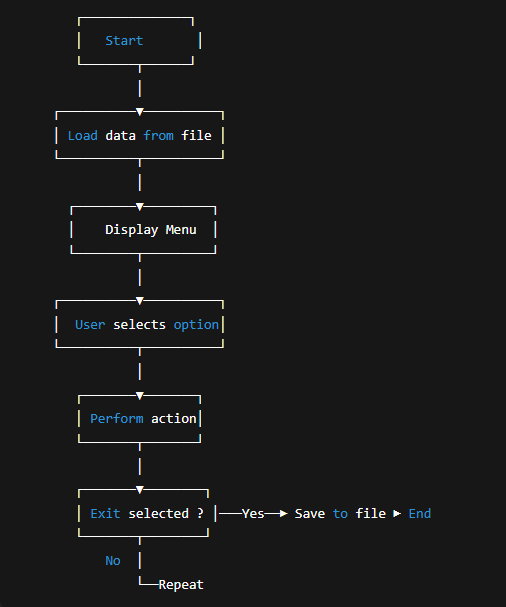 Start
Load data from file
Display Menu
User selects option
Perform action
Exit selected ? Yes Save to file End
No
Repeat